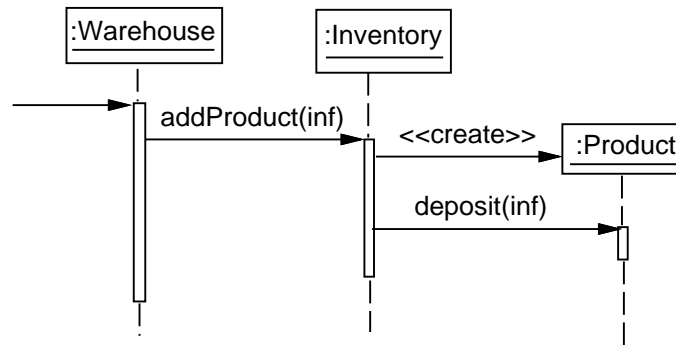 :Warehouse
:Inventory
addProduct(inf)
<<create>>
:Product
deposit(inf)